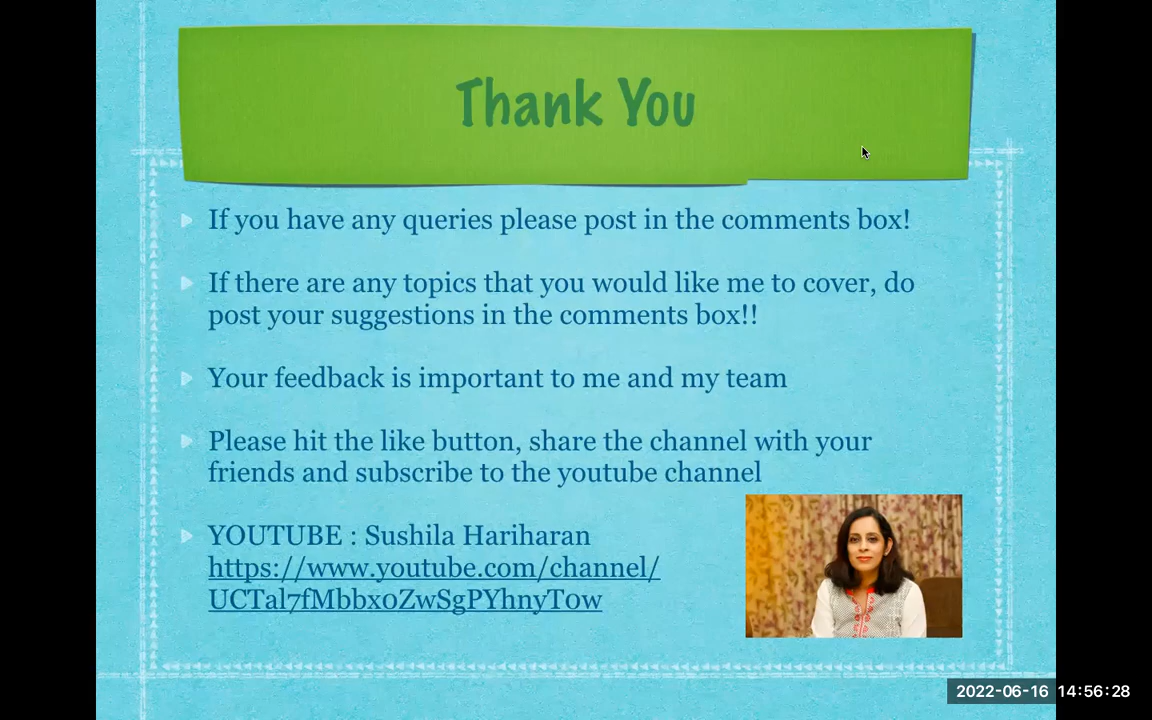 Thank You
If you have any queries please post in the comments box!
If there are any topics that you would like me to cover, do
post your suggestions in the comments box!!
Your feedback is important to me and my team
Please hit the like button, share the channel with your
friends and subscribe to the youtube channel
YOUTUBE : Sushila Hariharan
https://www.youtube.com/channel/
UCTal7fMbbx0ZwSgPYhnyT0w
2022-06-16 14:56:28